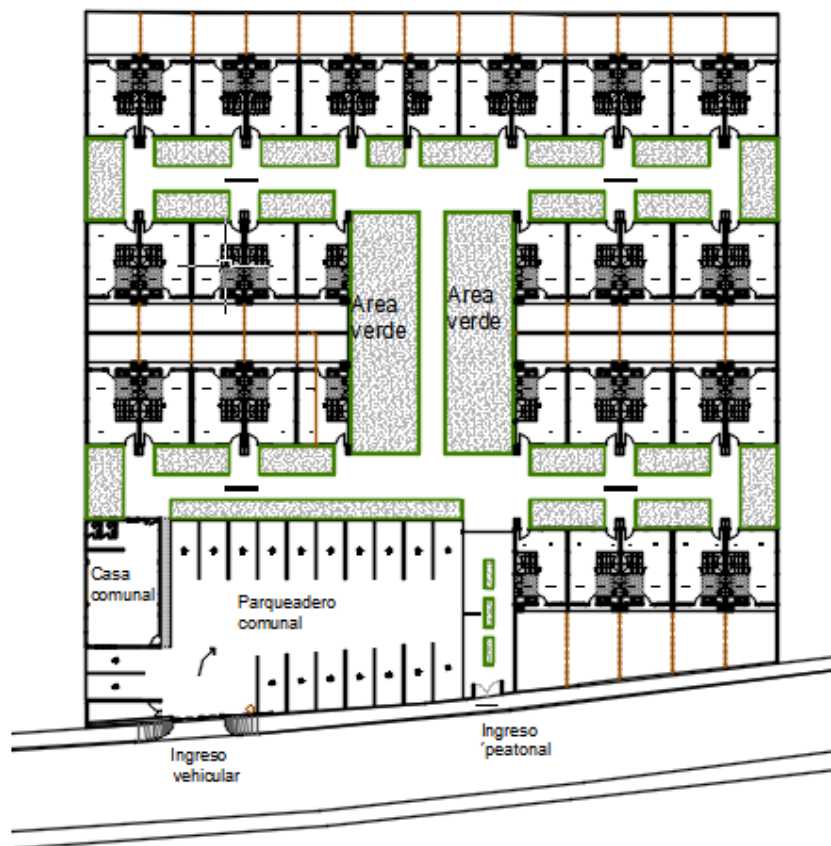 Area
verde
Area
verde
Casa
comunal
Parqueadero
comunal
Ingreso
vehicular
Ingreso
'peatonal